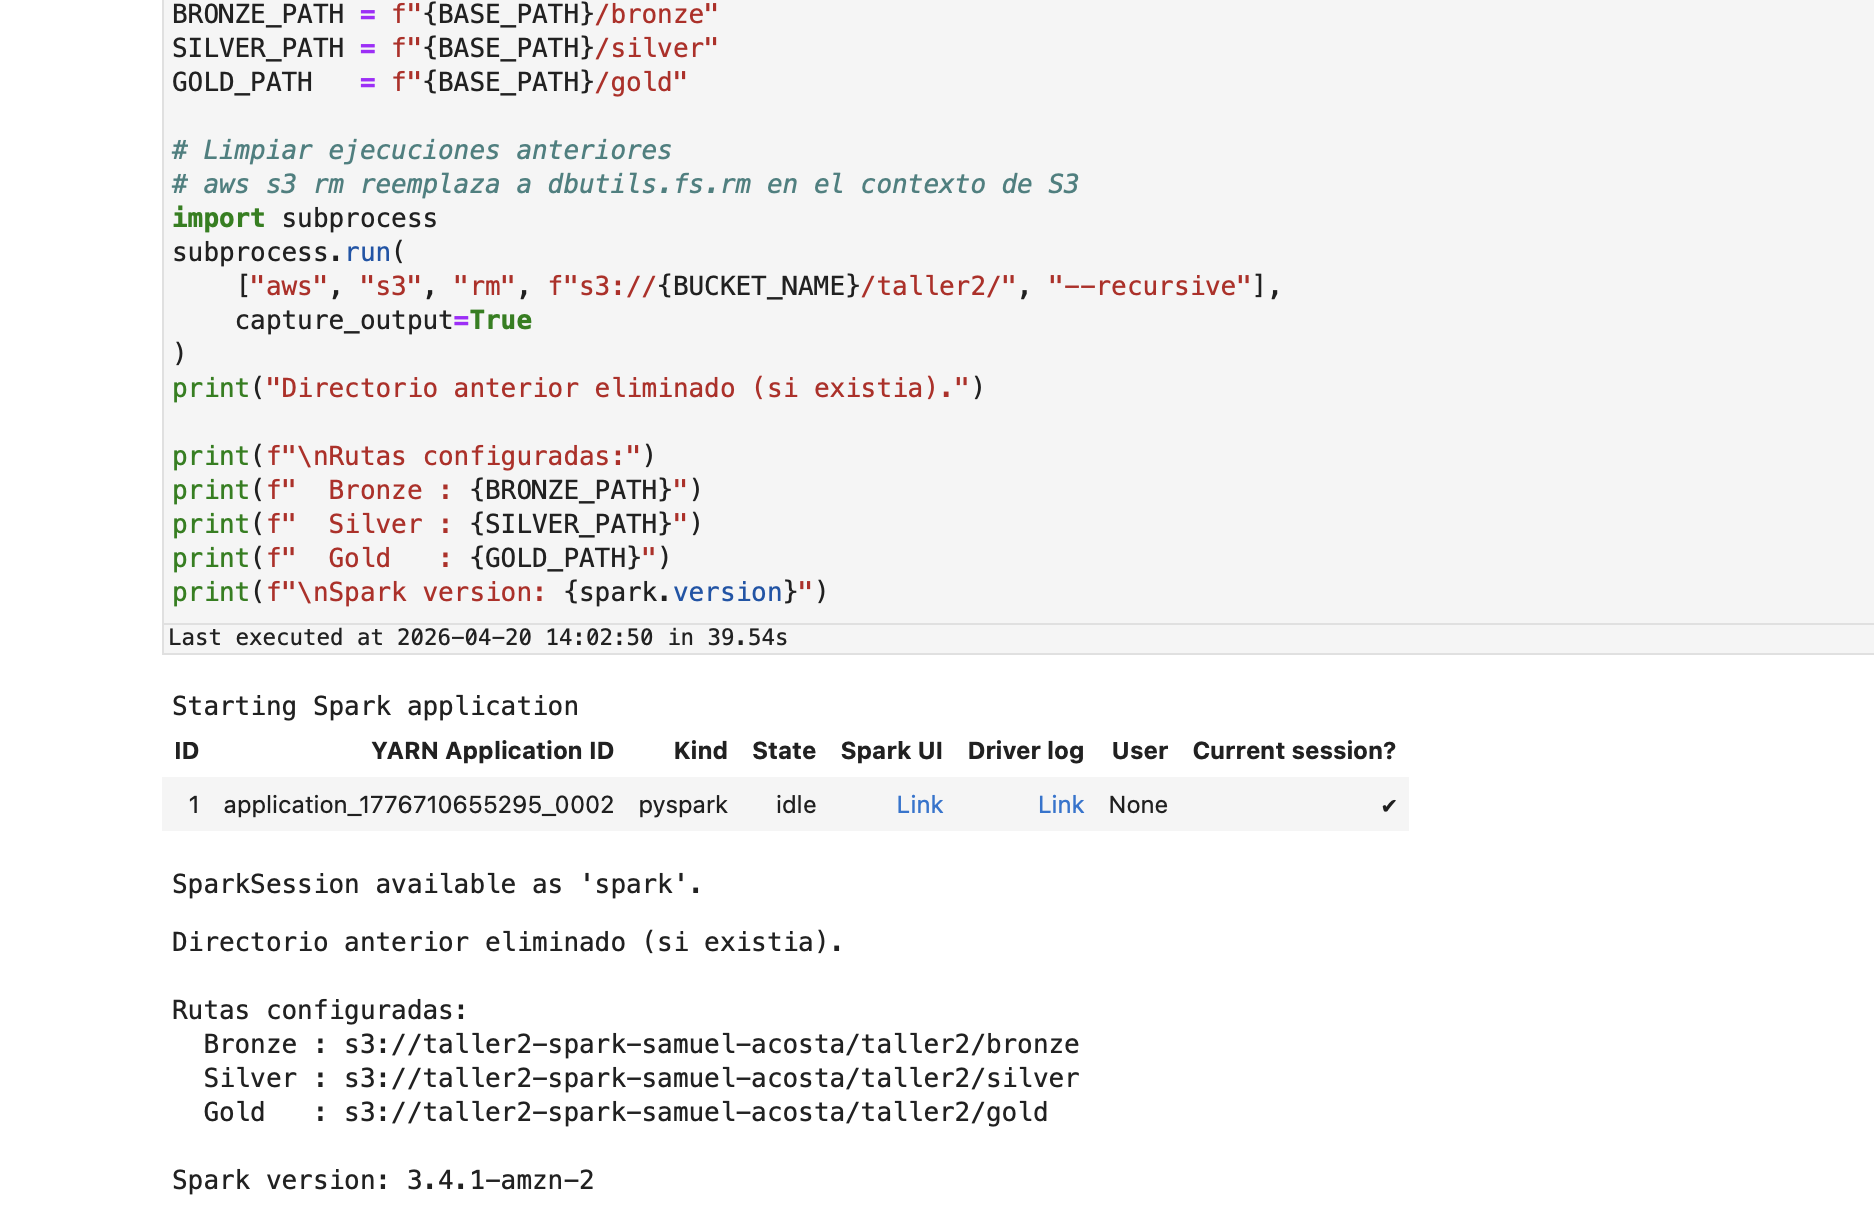 BRONZE_PATH = f"{BASE_PATH}/bronze"
SILVER_PATH = f"{BASE_PATH}/silver"
GOLD_PATH   = f"{BASE_PATH}/gold"
# Limpiar ejecuciones anteriores
# aws s3 rm reemplaza a dbutils.fs.rm en el contexto de S3
import subprocess
subprocess.run(
    ["aws", "s3", "rm", f"s3://{BUCKET_NAME}/taller2/", "--recursive"],
    capture_output=True
)
print("Directorio anterior eliminado (si existia).")
print(f"\nRutas configuradas:")
print(f"  Bronze : {BRONZE_PATH}")
print(f"  Silver : {SILVER_PATH}")
print(f"  Gold   : {GOLD_PATH}")
print(f"\nSpark version: {spark.version}")
Last executed at 2026-04-20 14:02:50 in 39.54s
Starting Spark application
ID YARN Application ID Kind State Spark UI Driver log User Current session?
1 application_1776710655295_0002 pyspark idle Link Link None ✔
SparkSession available as 'spark'.
Directorio anterior eliminado (si existia).
Rutas configuradas:
  Bronze : s3://taller2-spark-samuel-acosta/taller2/bronze
  Silver : s3://taller2-spark-samuel-acosta/taller2/silver
  Gold   : s3://taller2-spark-samuel-acosta/taller2/gold
Spark version: 3.4.1-amzn-2